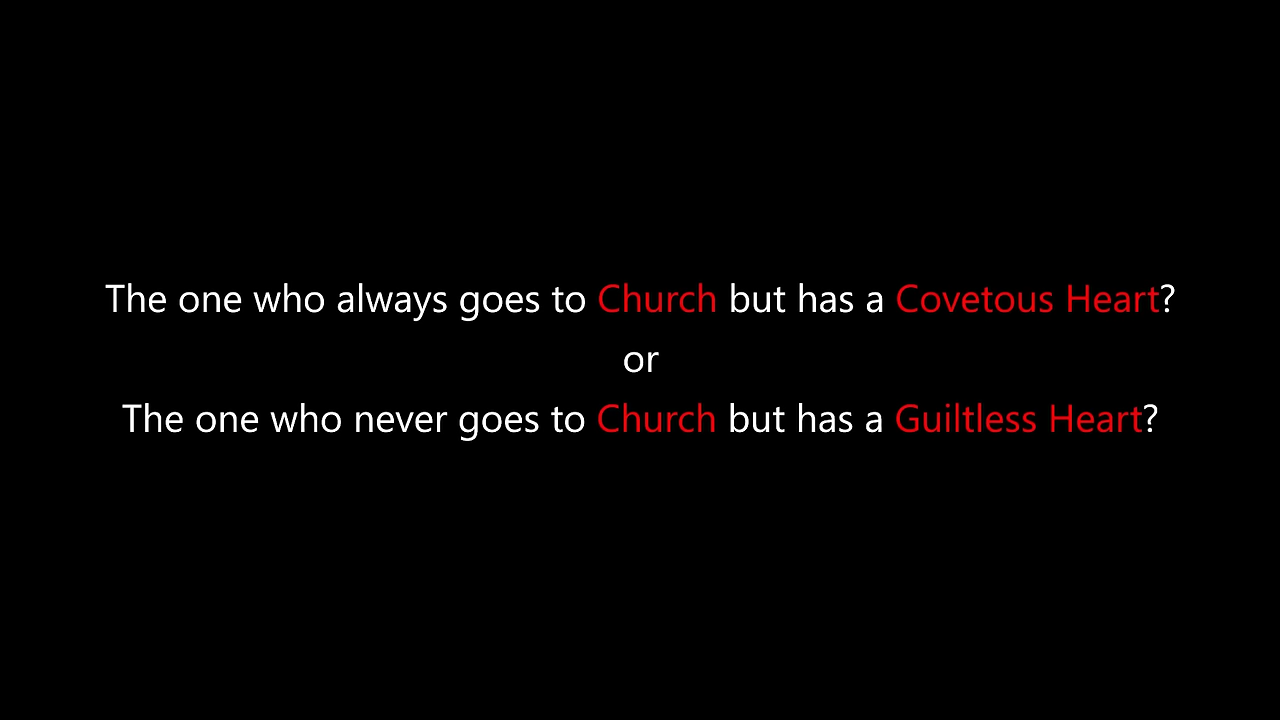 The one who always goes to Church but has a Covetous Heart?
or
The one who never goes to Church but has a Guiltless Heart?